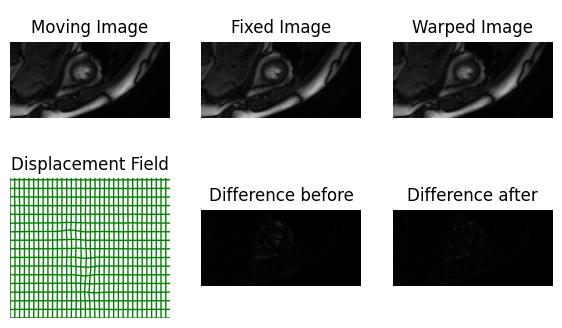 Moving Image
Fixed Image
Warped Image
Displacement Field
Difference before
Difference after